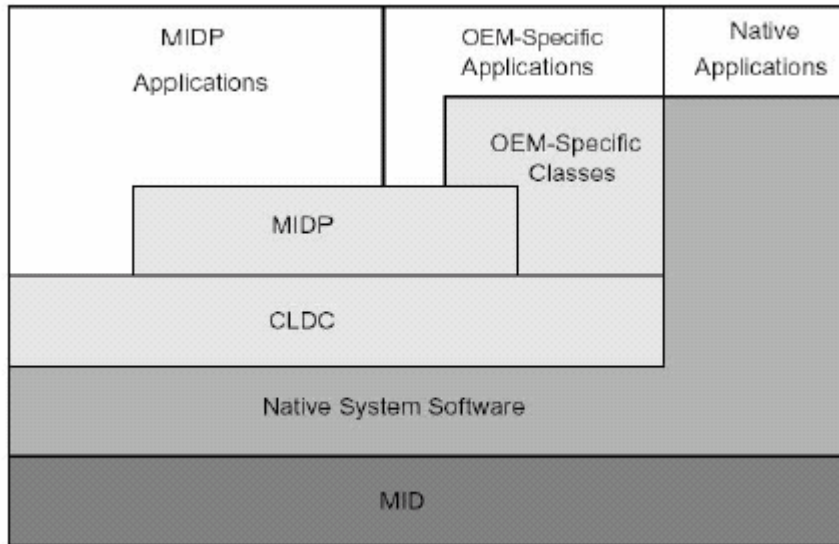 MIDP
Applications
OEM-Specific
Applications
Native
Applications
OEM-Specific
Classes
MIDP
CLDC
Native System Software
MID